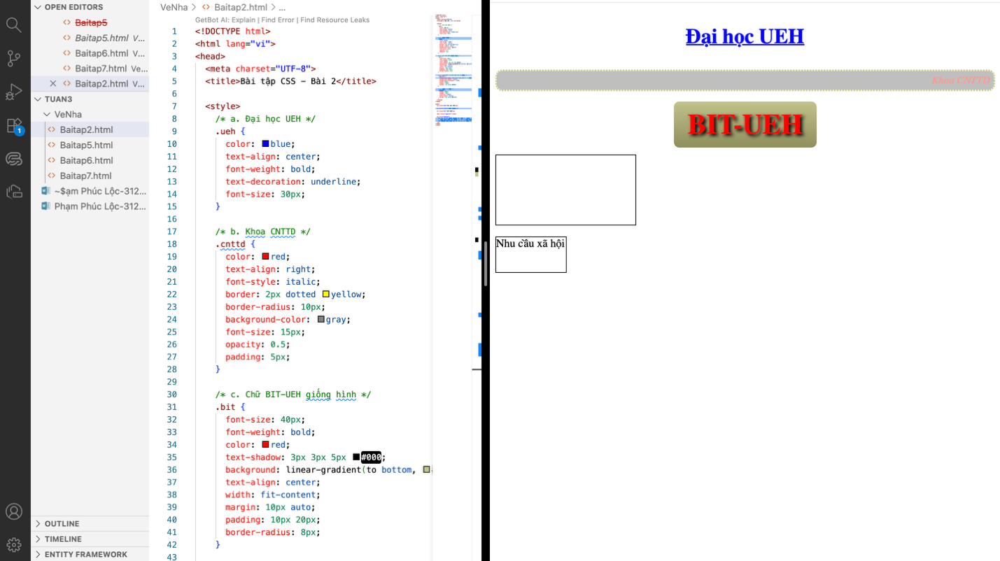 OPEN EDITORS
Baitap5
Baitap5.html V...
Baitap6.html V...
Baitap7.html Ve...
Baitap2.html V...
TUAN3
VeNha
Baitap2.html
Baitap5.html
Baitap6.html
Baitap7.html
~$ạm Phúc Lộc-312...
Phạm Phúc Lộc-312...
OUTLINE
TIMELINE
ENTITY FRAMEWORK
1
VeNha > Baitap2.html > ...
GetBot AI: Explain | Find Error | Find Resource Leaks
1 <!DOCTYPE html>
2 <html lang="vi">
3 <head>
4 <meta charset="UTF-8">
5 <title>Bài tập CSS - Bài 2</title>
6
7 <style>
8 /* a. Đại học UEH */
9 .ueh {
10 color: blue;
11 text-align: center;
12 font-weight: bold;
13 text-decoration: underline;
14 font-size: 30px;
15 }
16
17 /* b. Khoa CNTTD */
18 .cnttd {
19 color: red;
20 text-align: right;
21 font-style: italic;
22 border: 2px dotted yellow;
23 border-radius: 10px;
24 background-color: gray;
25 font-size: 15px;
26 opacity: 0.5;
27 padding: 5px;
28 }
29
30 /* c. Chữ BIT-UEH giống hình */
31 .bit {
32 font-size: 40px;
33 font-weight: bold;
34 color: red;
35 text-shadow: 3px 3px 5px #000;
36 background: linear-gradient(to bottom,
37 text-align: center;
38 width: fit-content;
39 margin: 10px auto;
40 padding: 10px 20px;
41 border-radius: 8px;
42 }
43
Đại học UEH
Khoa CNTTD
BIT-UEH
Nhu cầu xã hội